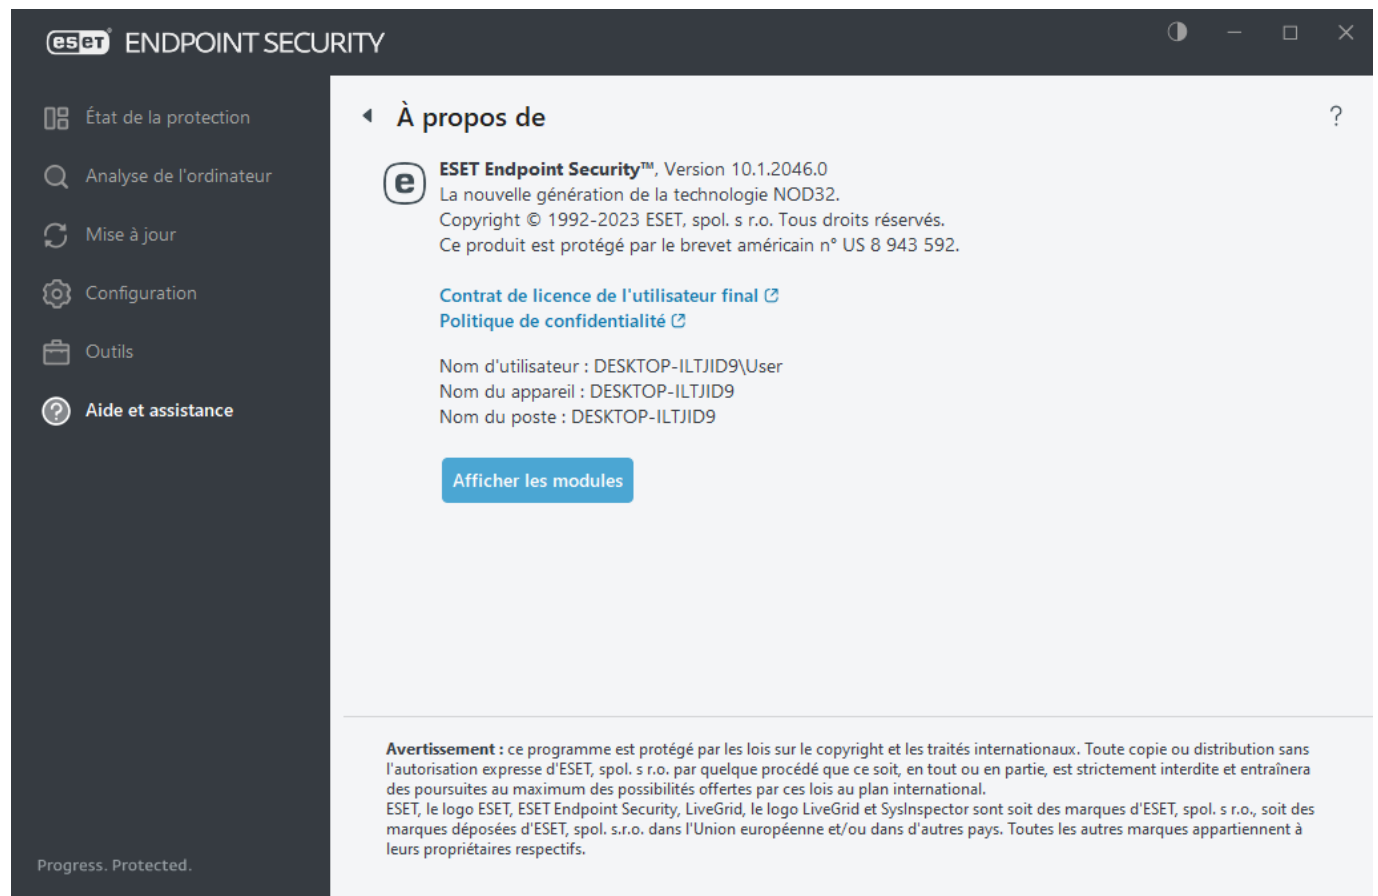 eset ENDPOINT SECURITY
État de la protection
Analyse de l'ordinateur
Mise à jour
Configuration
Outils
Aide et assistance
Progress. Protected.
À propos de
?
ESET Endpoint Security™, Version 10.1.2046.0
La nouvelle génération de la technologie NOD32.
Copyright © 1992-2023 ESET, spol. s r.o. Tous droits réservés.
Ce produit est protégé par le brevet américain n° US 8 943 592.
Contrat de licence de l'utilisateur final
Politique de confidentialité
Nom d'utilisateur : DESKTOP-ILTJID9\User
Nom du appareil : DESKTOP-ILTJID9
Nom du poste : DESKTOP-ILTJID9
Afficher les modules
Avertissement : ce programme est protégé par les lois sur le copyright et les traités internationaux. Toute copie ou distribution sans
l'autorisation expresse d'ESET, spol. s r.o. par quelque procédé que ce soit, en tout ou en partie, est strictement interdite et entraînera
des poursuites au maximum des possibilités offertes par ces lois au plan international.
ESET, le logo ESET, ESET Endpoint Security, LiveGrid, le logo LiveGrid et SysInspector sont soit des marques d'ESET, spol. s r.o., soit des
marques déposées d'ESET, spol. s.r.o. dans l'Union européenne et/ou dans d'autres pays. Toutes les autres marques appartiennent à
leurs propriétaires respectifs.